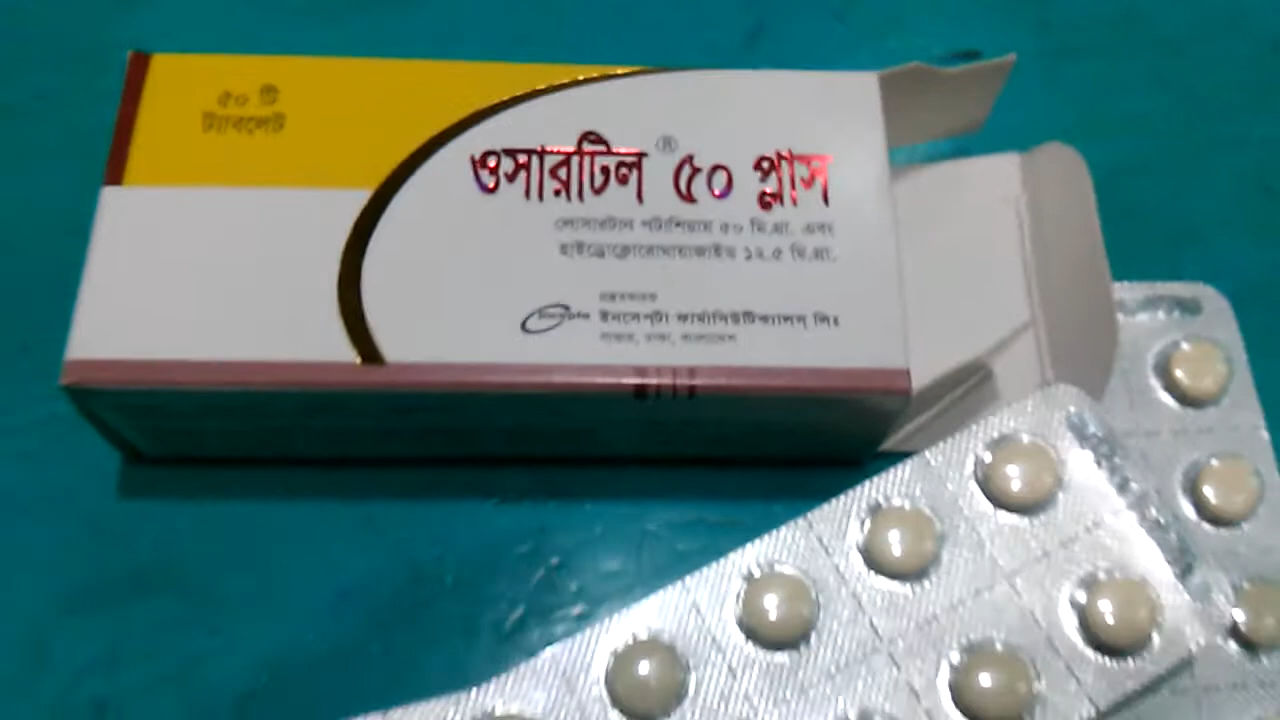 ৫০ টি
ট্যাবলেট
ওসারটিল ® ৫০ প্লাস
লোসারটান পটাশিয়াম ৫০ মি.গ্রা. এবং
হাইড্রোক্লোরোথায়াজাইড ১২.৫ মি.গ্রা.
প্রস্তুতকারক
ইনসেপ্‌টা ফার্মাসিউটিক্যালস্ লিঃ
সাভার, ঢাকা, বাংলাদেশ